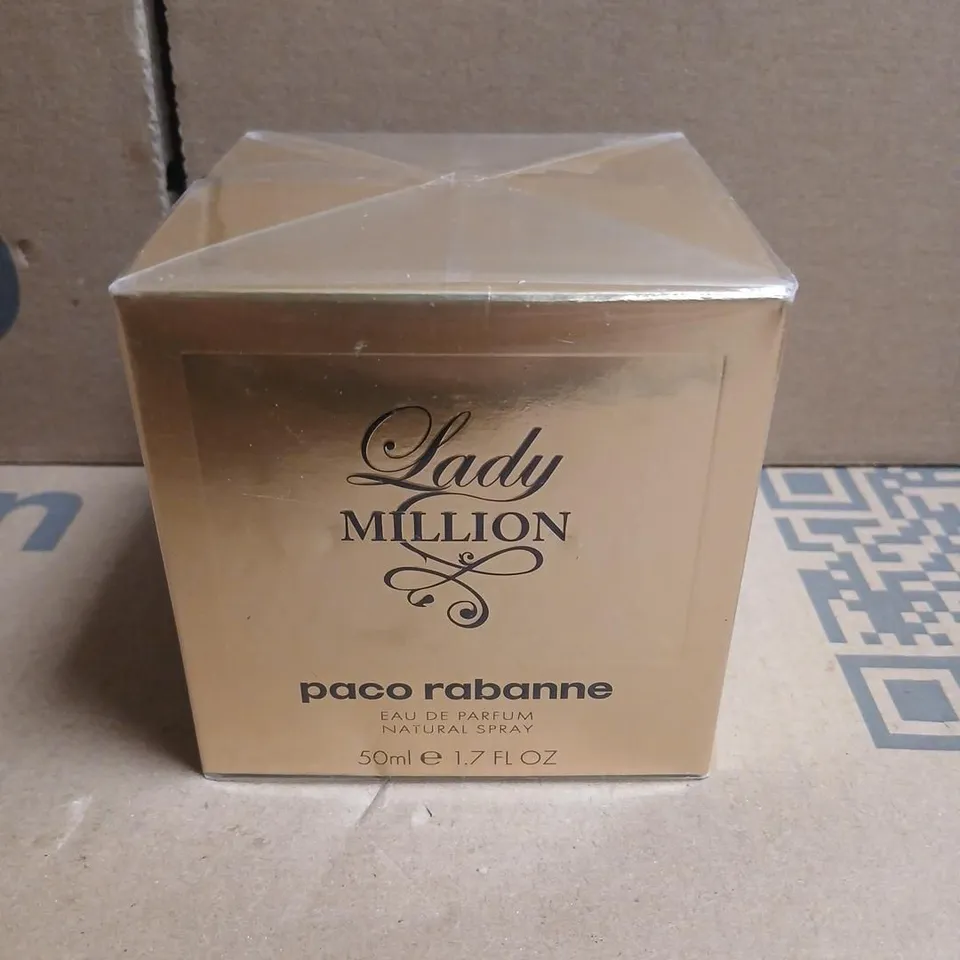 Lady
MILLION
paco rabanne
EAU DE PARFUM
NATURAL SPRAY
50ml e 1.7 FL OZ